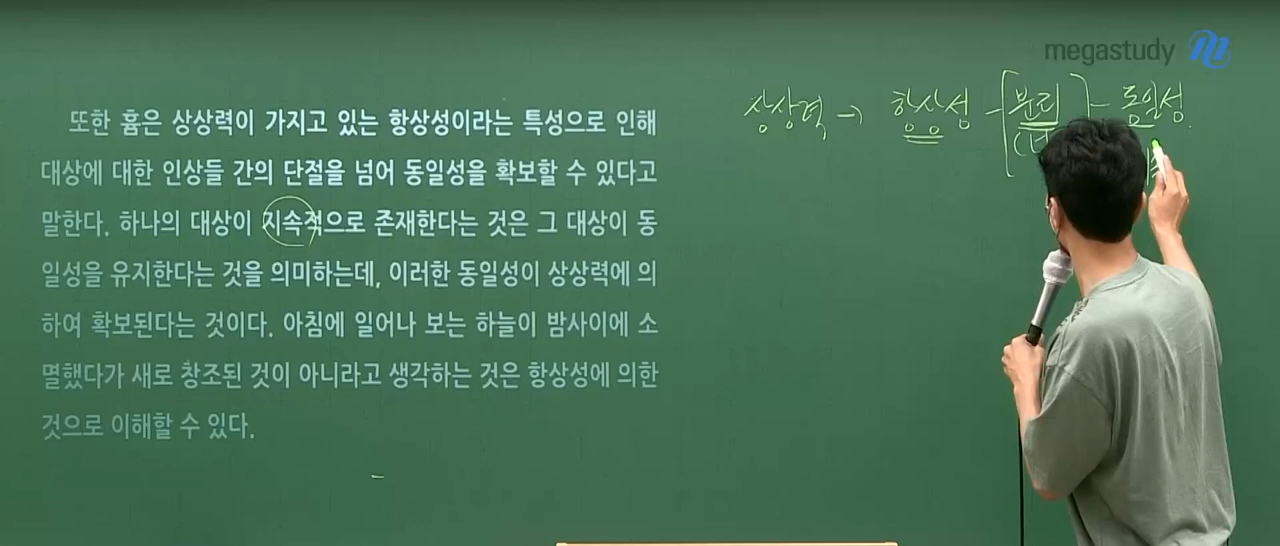 megastudy
또한 흄은 상상력이 가지고 있는 항상성이라는 특성으로 인해
대상에 대한 인상들 간의 단절을 넘어 동일성을 확보할 수 있다고
말한다. 하나의 대상이 지속적으로 존재한다는 것은 그 대상이 동
일성을 유지한다는 것을 의미하는데, 이러한 동일성이 상상력에 의
하여 확보된다는 것이다. 아침에 일어나 보는 하늘이 밤사이에 소
멸했다가 새로 창조된 것이 아니라고 생각하는 것은 항상성에 의한
것으로 이해할 수 있다.
상상력 → 항상성 - [분리] - 동일성.